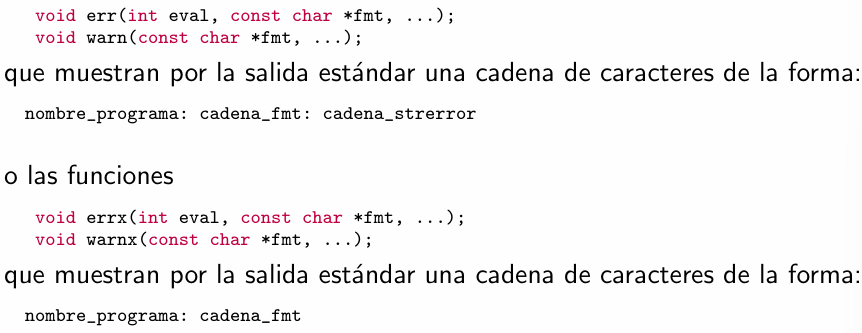 void err(int eval, const char *fmt, ...);
void warn(const char *fmt, ...);
que muestran por la salida estándar una cadena de caracteres de la forma:
nombre_programa: cadena_fmt: cadena_strerror
o las funciones
void errx(int eval, const char *fmt, ...);
void warnx(const char *fmt, ...);
que muestran por la salida estándar una cadena de caracteres de la forma:
nombre_programa: cadena_fmt